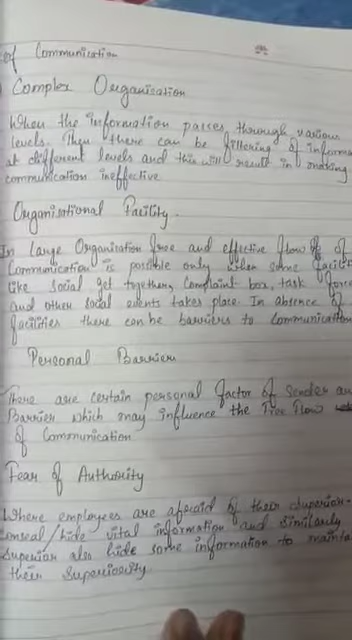 of Communication
Complex Organisation
When the information passes through various
levels. Then there can be filtering of informa
at different levels and this will result in making
communication ineffective
Organisational Facility.
In Large Organisation free and effective flow of
Communication is possible only when some facilit
like social get together, complaint box, task force
and other social events takes place. In absence of
facilities there can be barriers to communication
Personal Barriers
There are certain personal factor of Sender an
Barrier which may influence the Free Flow
of Communication
Fear of Authority
Where employees are afraid of their Superior.
conseal/hide vital information and similarly
Superior also hide some information to mainta
their Superiority.